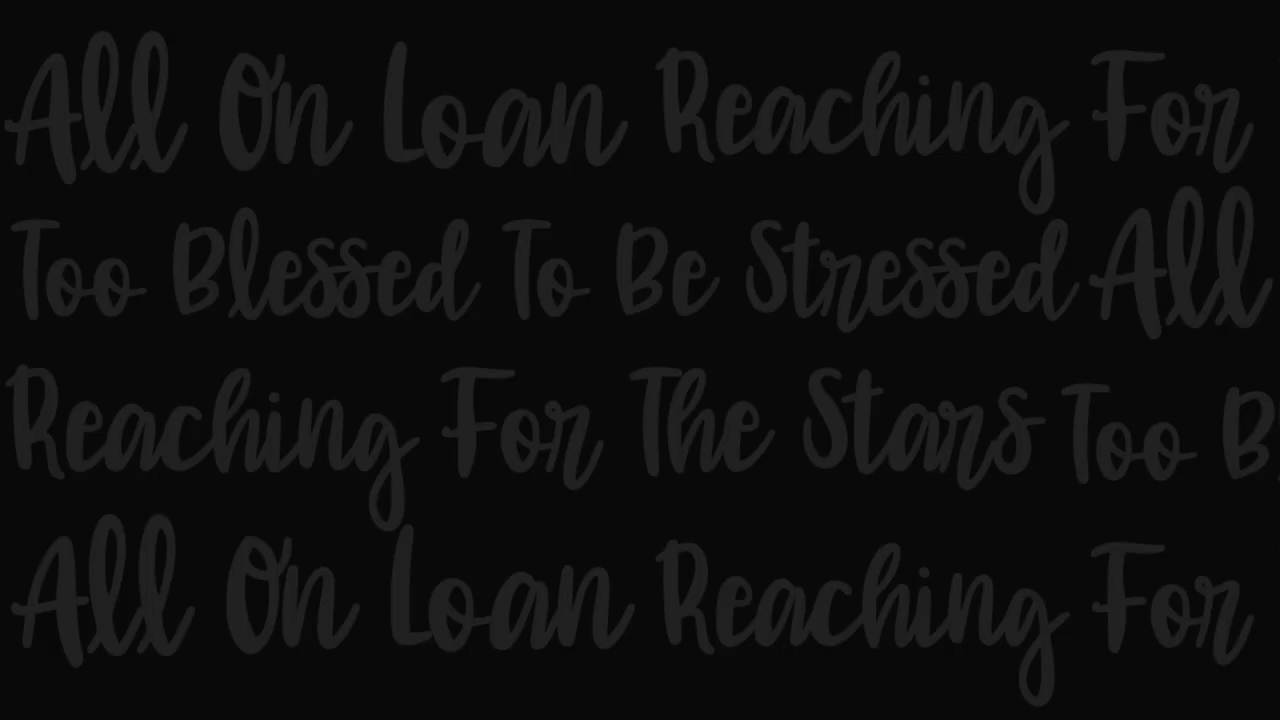 All On Loan Reaching For
Too Blessed To Be Stressed All
Reaching For The Stars Too B
All On Loan Reaching For